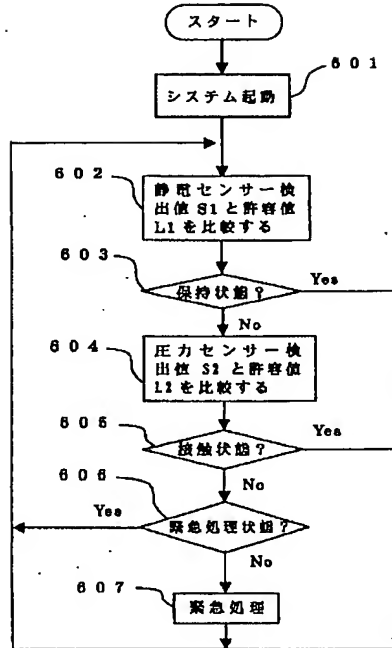 スタート
601
システム起動
602
静電センサー検
出値 S1 と許容値
L1 を比較する
603
保持状態?
Yes
No
604
圧力センサー検
出値 S2 と許容値
L2 を比較する
605
接触状態?
Yes
No
606
緊急処理状態?
Yes
No
607
緊急処理